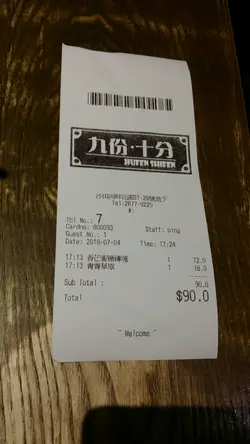 九份·十分
JIUFEN SHIFEN
Tel:2877-9220
#:
Tbl No.: 7
Cardno: 800093
Staff: sing
Guest No.: 1
Date: 2016-07-04 Time: 17:24
17:13 1 72.0
17:13 1 18.0
Sub Total : 90.0
Total $90.0
~ Welcome ~